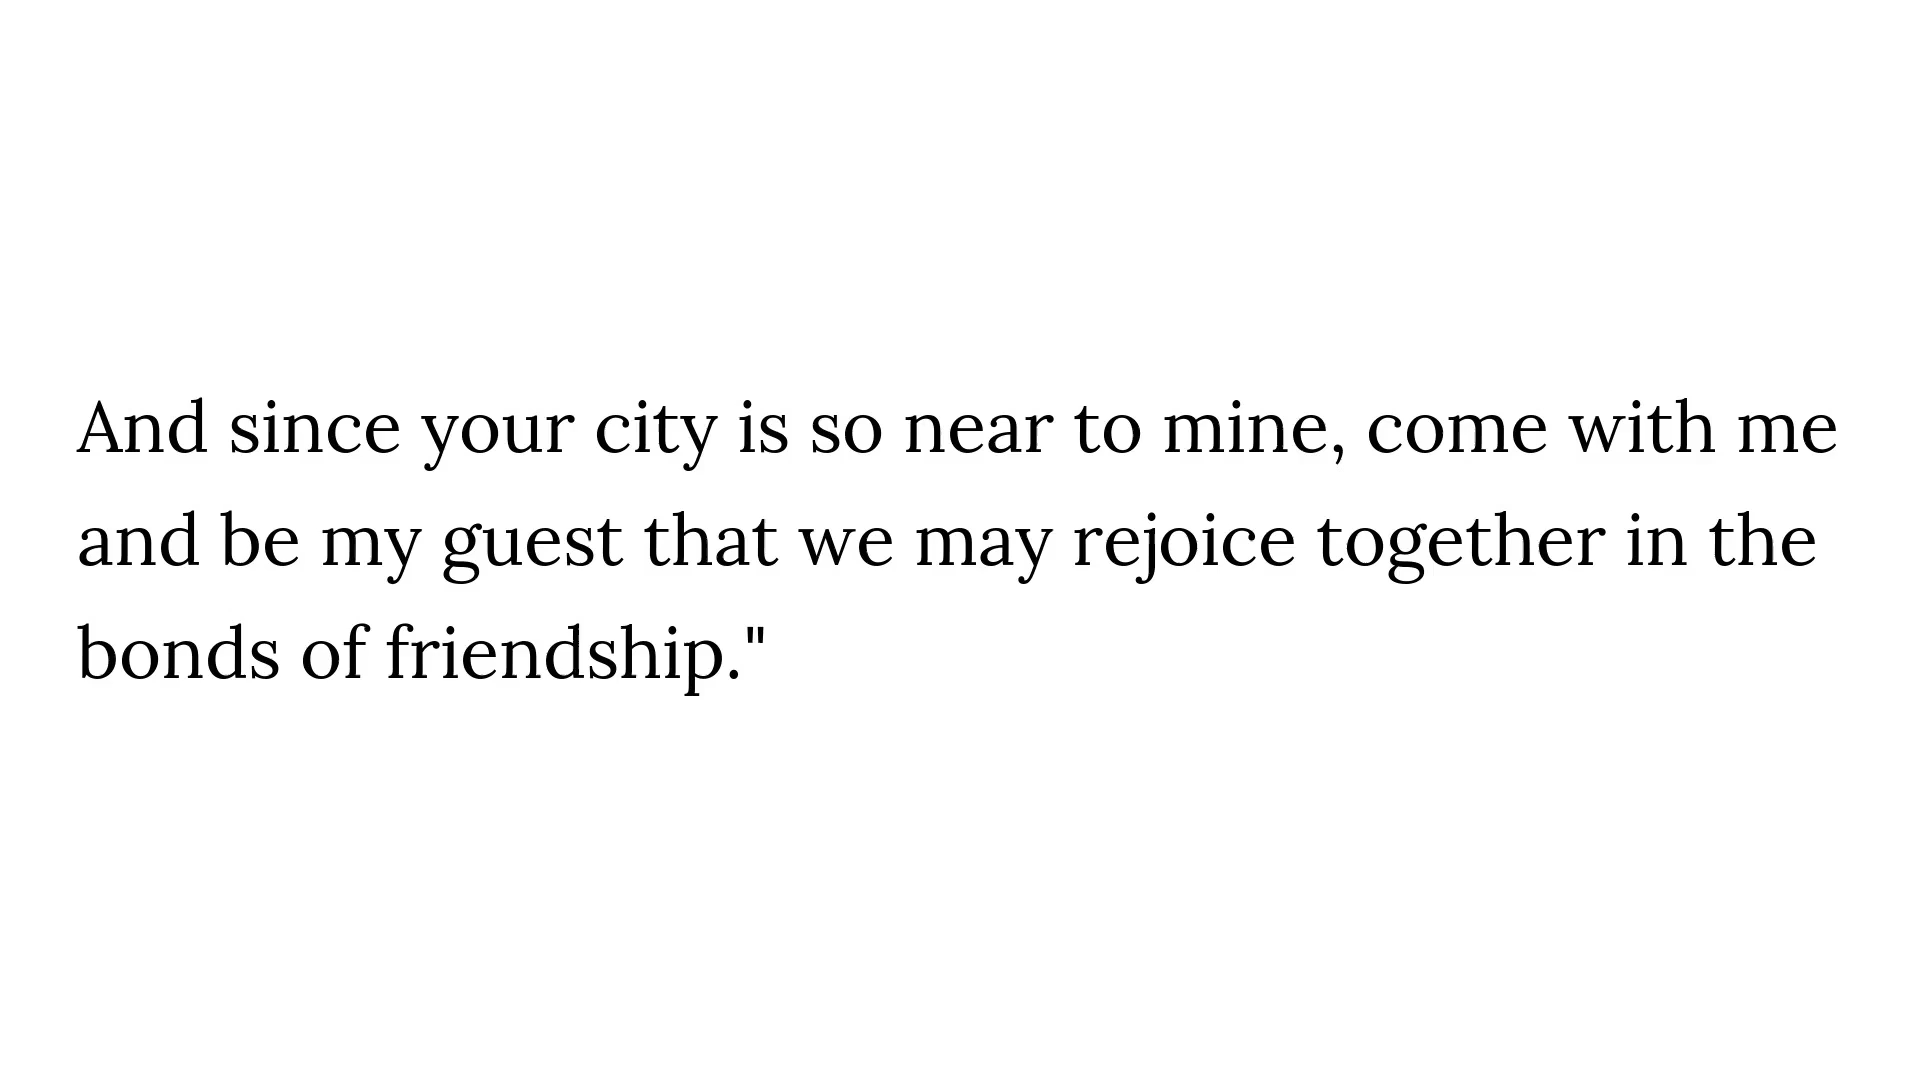 And since your city is so near to mine, come with me
and be my guest that we may rejoice together in the
bonds of friendship."